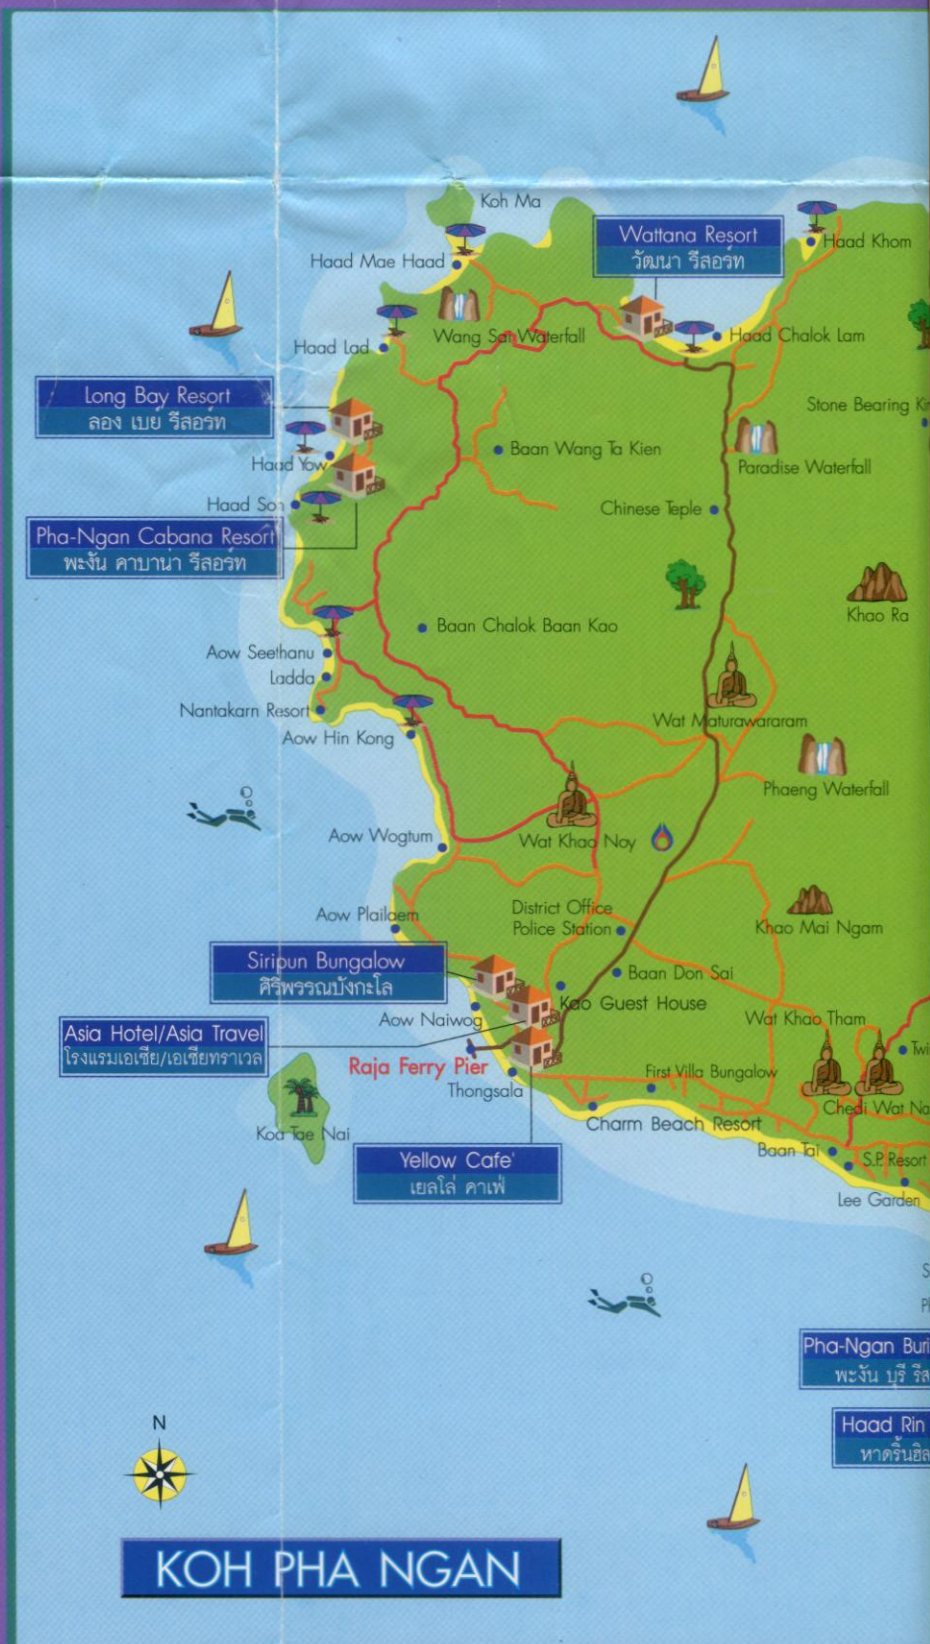 Koh Ma
Wattana Resort
วัฒนา รีสอร์ท
Haad Khom
Haad Mae Haad
Wang Sai Waterfall
Haad Chalok Lam
Haad Lad
Long Bay Resort
ลอง เบย์ รีสอร์ท
Stone Bearing
Haad Yow
Baan Wang Ta Kien
Paradise Waterfall
Haad Son
Chinese Teple
Pha-Ngan Cabana Resort
พะงัน คาบาน่า รีสอร์ท
Khao Ra
Baan Chalok Baan Kao
Aow Seethanu
Ladda
Nantakarn Resort
Wat Maturawararam
Aow Hin Kong
Phaeng Waterfall
Aow Wogtum
Wat Khao Noy
District Office
Police Station
Aow Plailaem
Khao Mai Ngam
Siripun Bungalow
ศิริพรรณบังกะโล
Baan Don Sai
Kao Guest House
Aow Naiwog
Wat Khao Tham
Asia Hotel/Asia Travel
โรงแรมเอเซีย/เอเซียทราเวล
Raja Ferry Pier
First Villa Bungalow
Thongsala
Chedi Wat
Charm Beach Resort
Koa Tae Nai
Baan Tai
S.P. Resort
Yellow Cafe'
เยลโล่ คาเฟ่
Lee Garden
Pha-Ngan
พะงัน บุรี
Haad Rin
N
KOH PHA NGAN